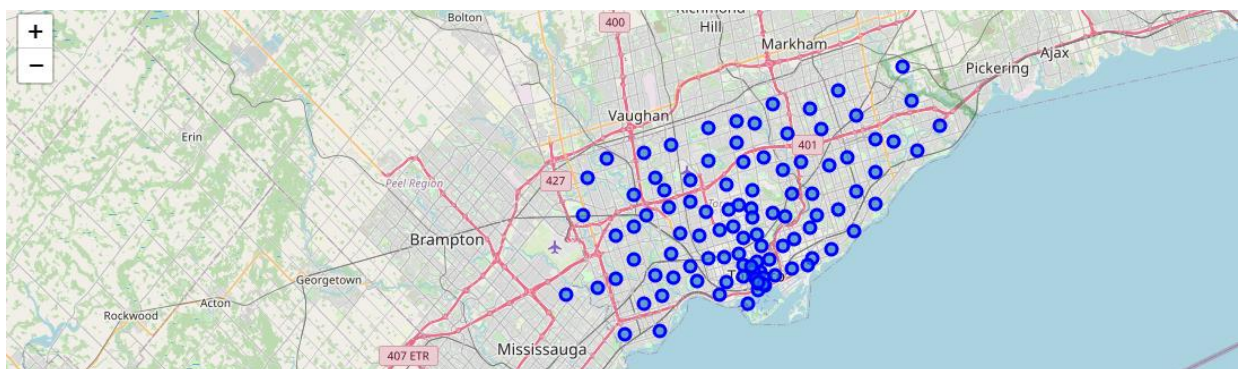 +
−
Bolton
400
Richmond
Hill
Markham
Ajax
Pickering
Vaughan
Erin
401
427
Peel Region
Brampton
Georgetown
Acton
Rockwood
Mississauga
407 ETR